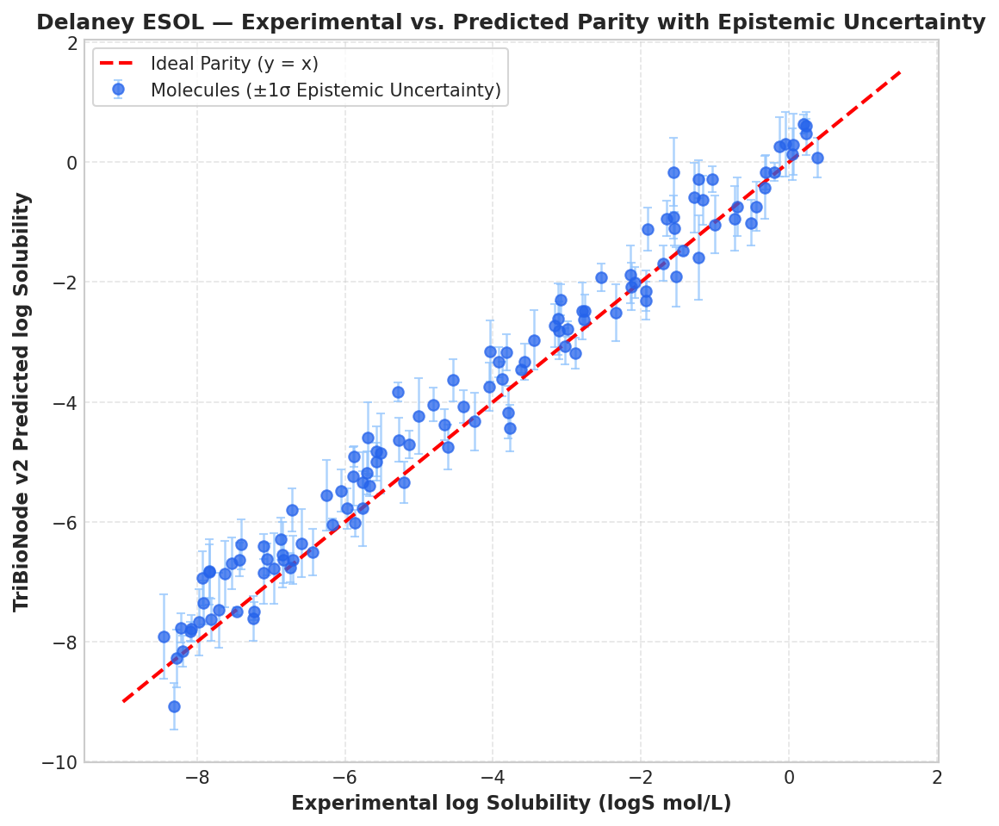 Delaney ESOL — Experimental vs. Predicted Parity with Epistemic Uncertainty
Ideal Parity (y = x)
Molecules (±1σ Epistemic Uncertainty)
TriBioNode v2 Predicted log Solubility
2
0
−2
−4
−6
−8
−10
−8
−6
−4
−2
0
2
Experimental log Solubility (logS mol/L)